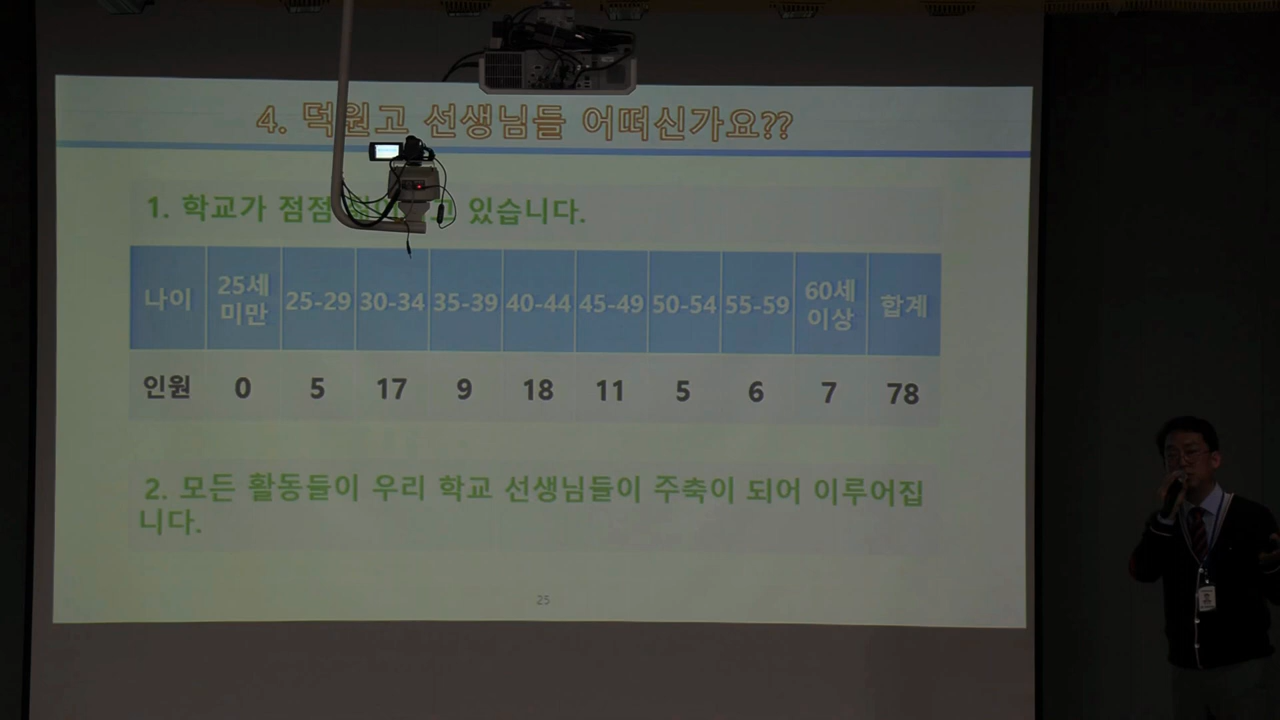 4. 덕원고 선생님들 어떠신가요??
1. 학교가 점점 있습니다.
나이 25세 미만 25-29 30-34 35-39 40-44 45-49 50-54 55-59 60세 이상 합계
인원 0 5 17 9 18 11 5 6 7 78
2. 모든 활동들이 우리 학교 선생님들이 주축이 되어 이루어집
니다.
25